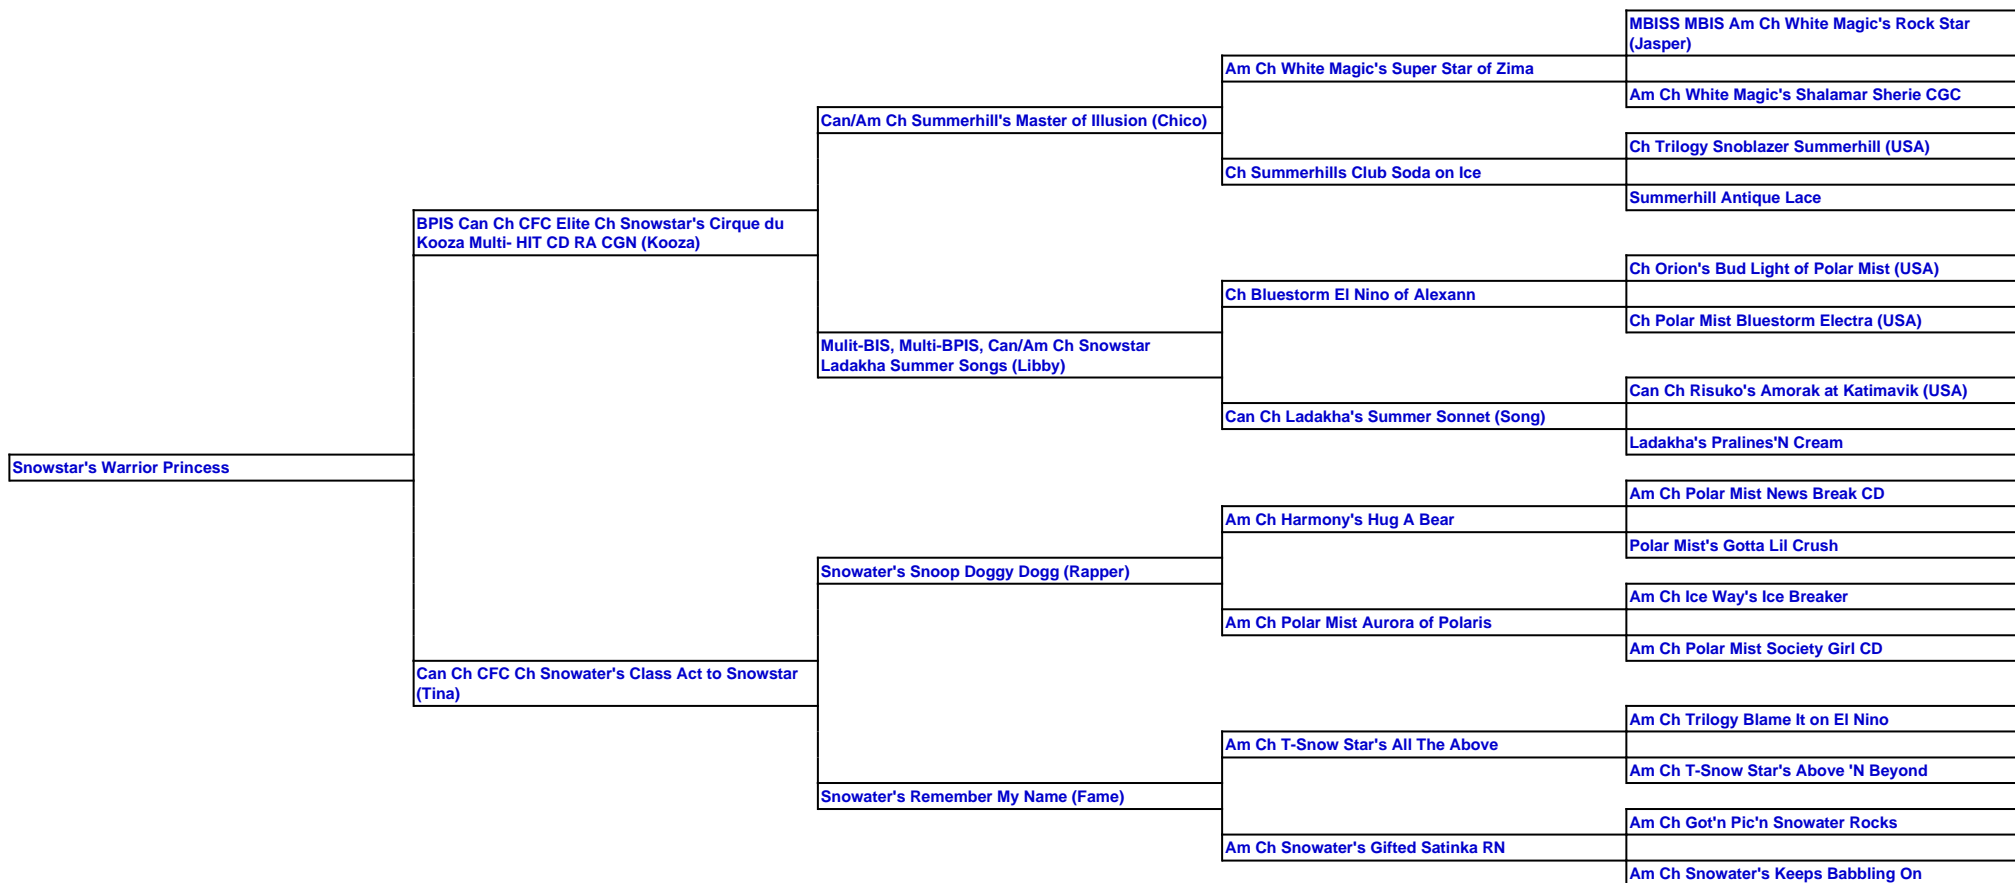 MBISS MBIS Am Ch White Magic's Rock Star
(Jasper)
Am Ch White Magic's Super Star of Zima
Am Ch White Magic's Shalamar Sherie CGC
Can/Am Ch Summerhill's Master of Illusion (Chico)
Ch Trilogy Snoblazer Summerhill (USA)
Ch Summerhills Club Soda on Ice
Summerhill Antique Lace
BPIS Can Ch CFC Elite Ch Snowstar's Cirque du
Kooza Multi- HIT CD RA CGN (Kooza)
Ch Orion's Bud Light of Polar Mist (USA)
Ch Bluestorm El Nino of Alexann
Ch Polar Mist Bluestorm Electra (USA)
Mulit-BIS, Multi-BPIS, Can/Am Ch Snowstar
Ladakha Summer Songs (Libby)
Can Ch Risuko's Amorak at Katimavik (USA)
Can Ch Ladakha's Summer Sonnet (Song)
Ladakha's Pralines'N Cream
Snowstar's Warrior Princess
Am Ch Polar Mist News Break CD
Am Ch Harmony's Hug A Bear
Polar Mist's Gotta Lil Crush
Snowater's Snoop Doggy Dogg (Rapper)
Am Ch Ice Way's Ice Breaker
Am Ch Polar Mist Aurora of Polaris
Am Ch Polar Mist Society Girl CD
Can Ch CFC Ch Snowater's Class Act to Snowstar
(Tina)
Am Ch Trilogy Blame It on El Nino
Am Ch T-Snow Star's All The Above
Am Ch T-Snow Star's Above 'N Beyond
Snowater's Remember My Name (Fame)
Am Ch Got'n Pic'n Snowater Rocks
Am Ch Snowater's Gifted Satinka RN
Am Ch Snowater's Keeps Babbling On